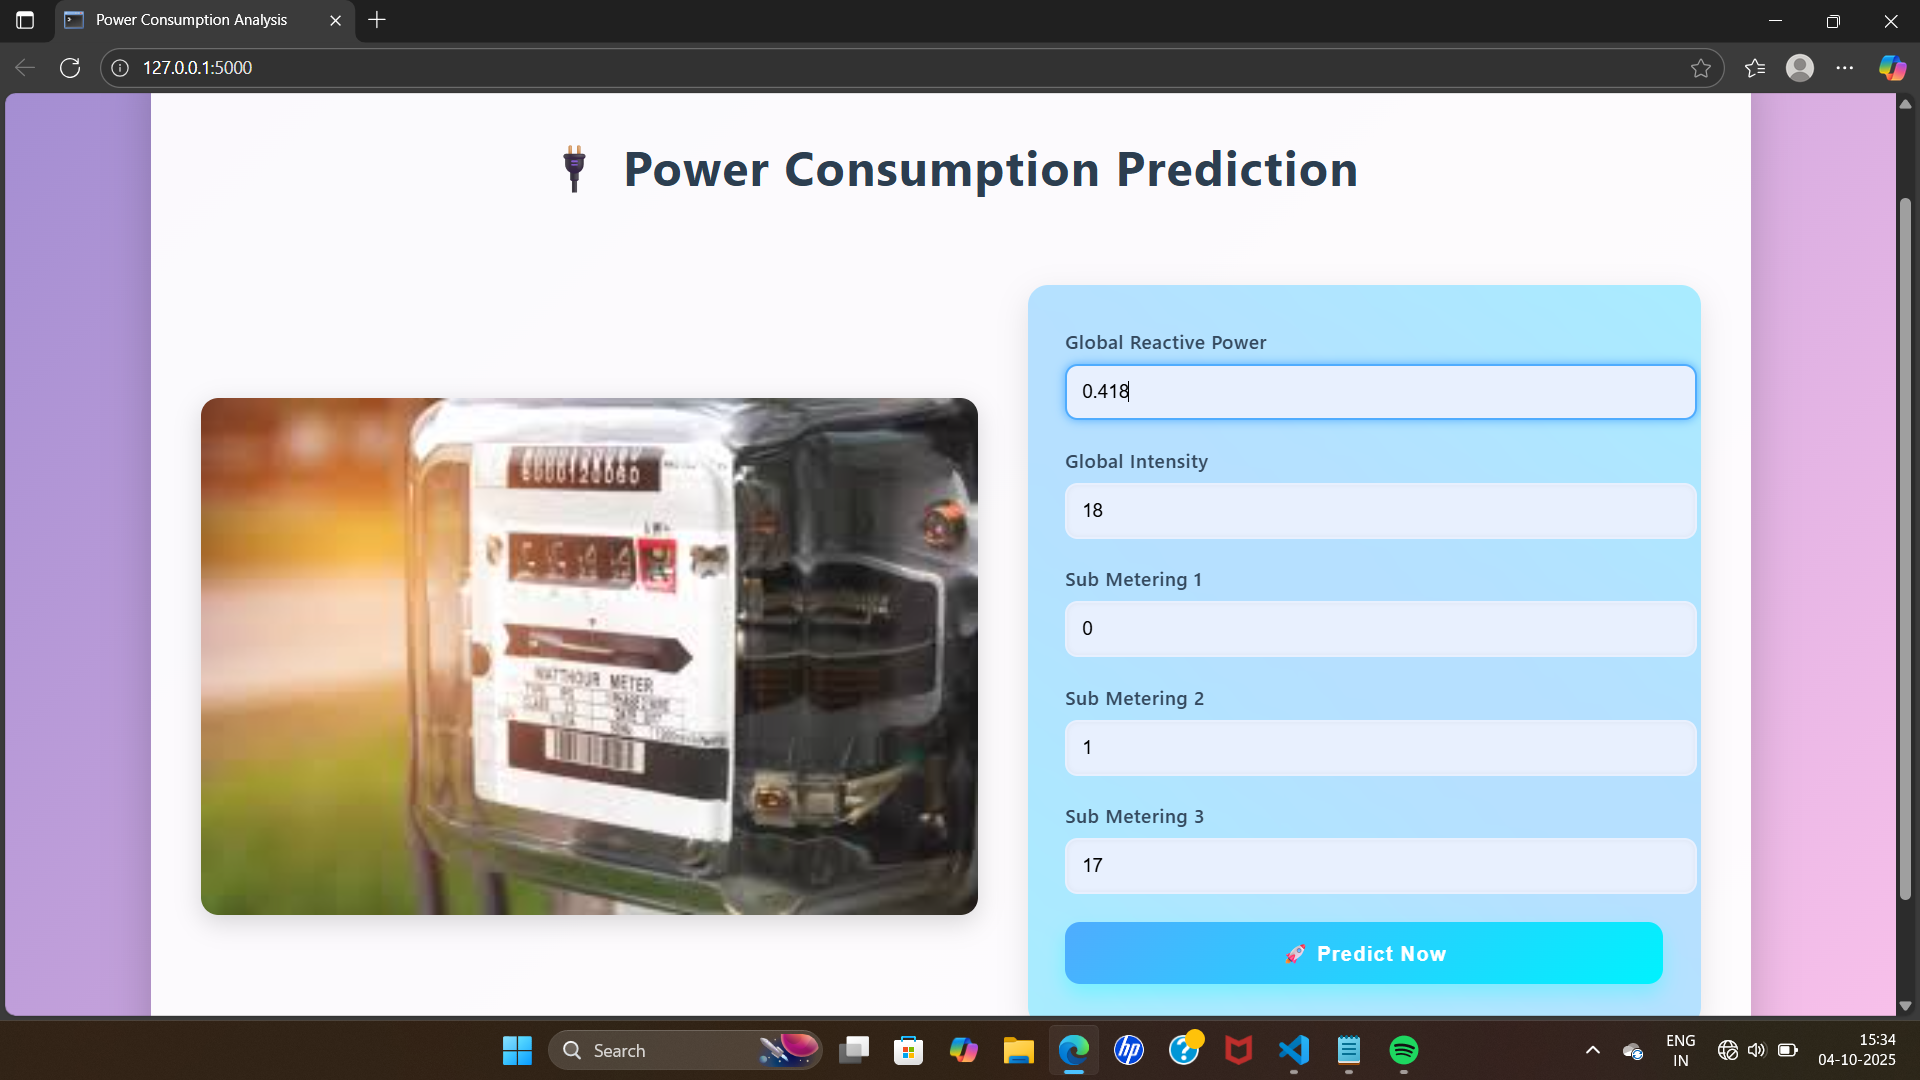 Power Consumption Analysis
127.0.0.1:5000
Power Consumption Prediction
Global Reactive Power
0.418
Global Intensity
18
Sub Metering 1
0
Sub Metering 2
1
Sub Metering 3
17
🚀 Predict Now
WATTHOUR METER
Search
hp
ENG
IN
15:34
04-10-2025